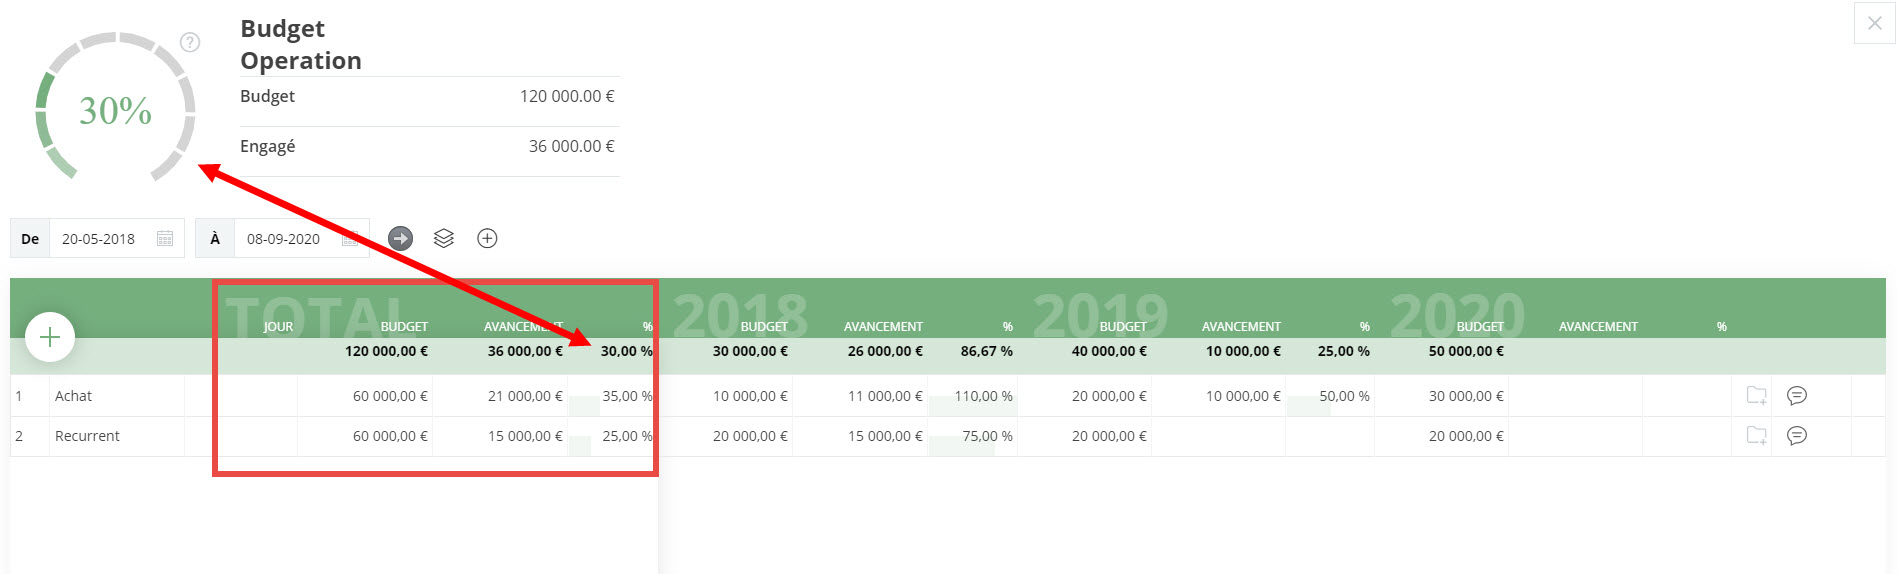 Budget
Operation
30%
?
Budget 120 000.00 €
Engagé 36 000.00 €
De 20-05-2018 À 08-09-2020
TOTAL 2018 2019 2020
JOUR BUDGET AVANCEMENT % BUDGET AVANCEMENT % BUDGET AVANCEMENT % BUDGET AVANCEMENT %
120 000,00 € 36 000,00 € 30,00 % 30 000,00 € 26 000,00 € 86,67 % 40 000,00 € 10 000,00 € 25,00 % 50 000,00 €
1 Achat 60 000,00 € 21 000,00 € 35,00 % 10 000,00 € 11 000,00 € 110,00 % 20 000,00 € 10 000,00 € 50,00 % 30 000,00 €
2 Recurrent 60 000,00 € 15 000,00 € 25,00 % 20 000,00 € 15 000,00 € 75,00 % 20 000,00 € 20 000,00 €